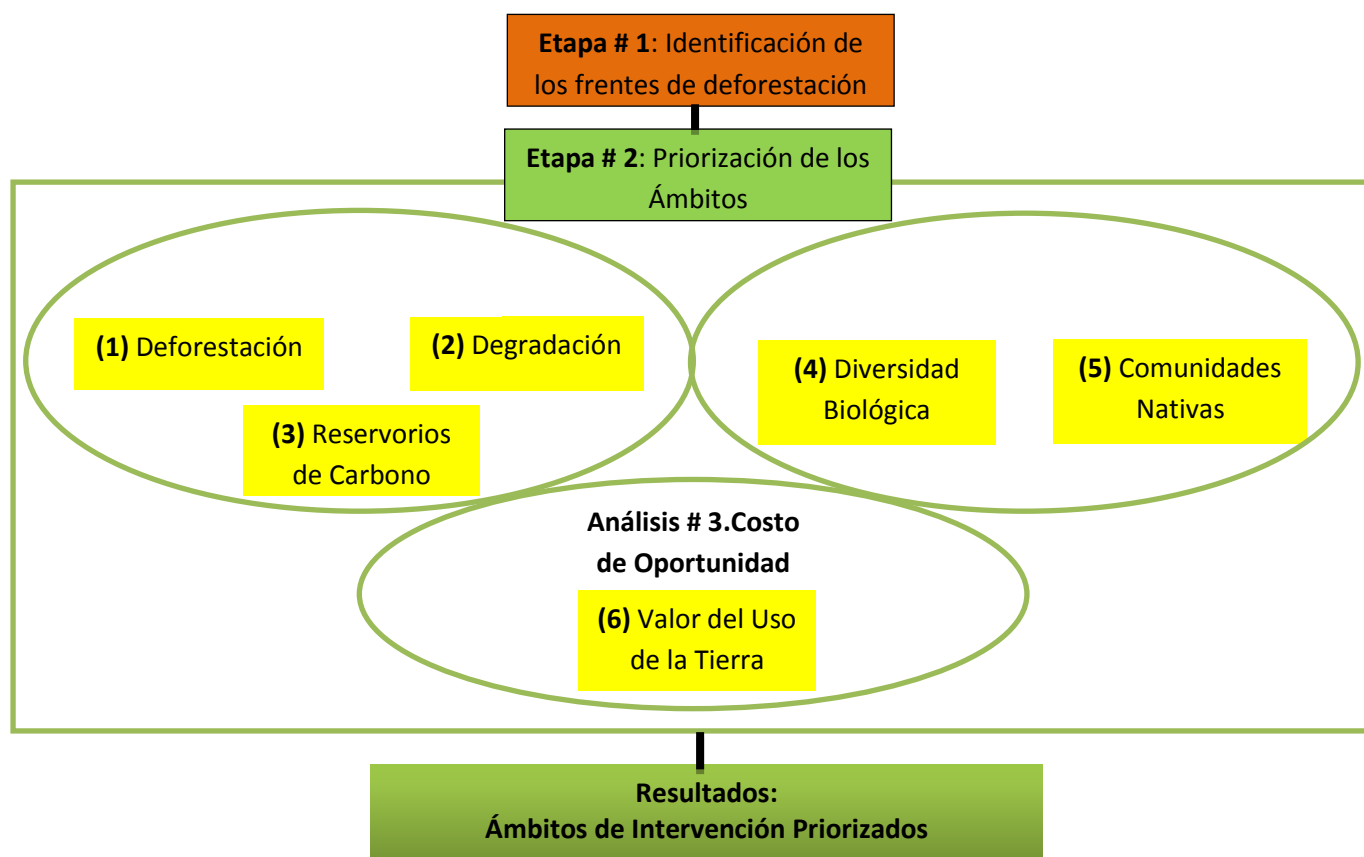 Etapa # 1: Identificación de
los frentes de deforestación
Etapa # 2: Priorización de los
Ámbitos
(1) Deforestación
(2) Degradación
(3) Reservorios
de Carbono
(4) Diversidad
Biológica
(5) Comunidades
Nativas
Análisis # 3.Costo
de Oportunidad
(6) Valor del Uso
de la Tierra
Resultados:
Ámbitos de Intervención Priorizados